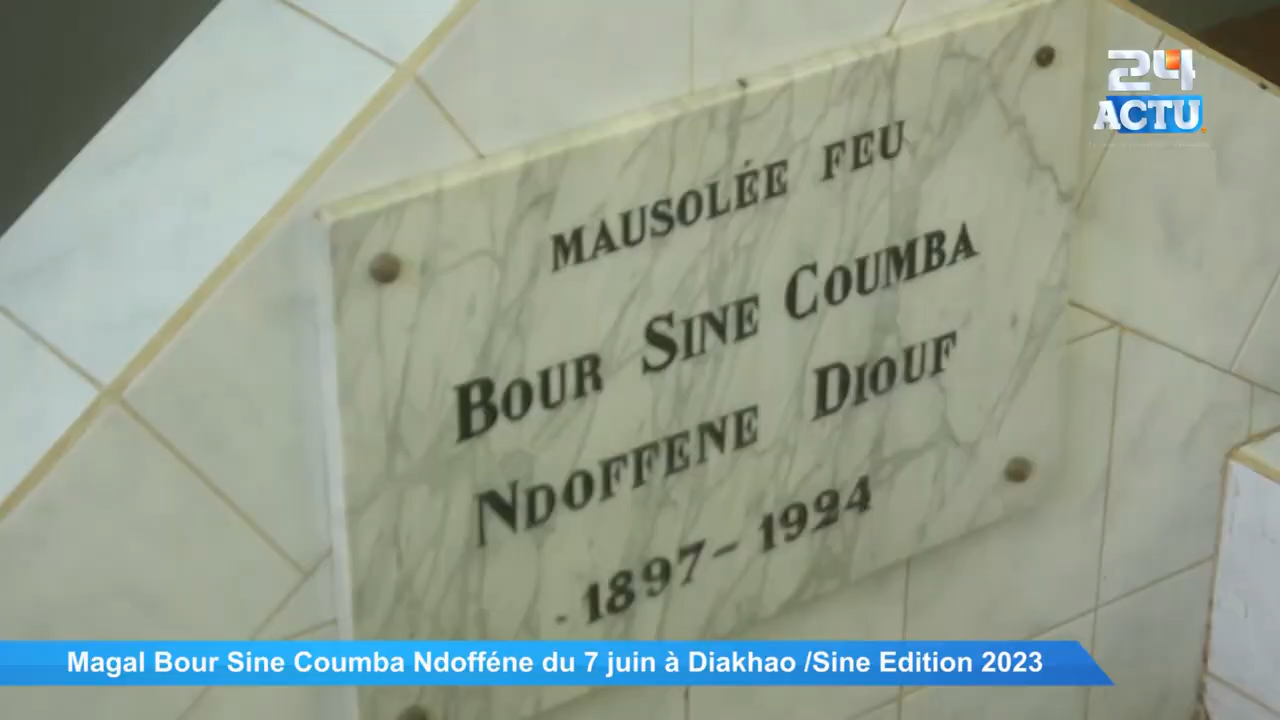 24
ACTU
MAUSOLÉE FEU
BOUR SINE COUMBA
NDOFFENE DIOUF
- 1897 - 1924
Magal Bour Sine Coumba Ndofféne du 7 juin à Diakhao /Sine Edition 2023